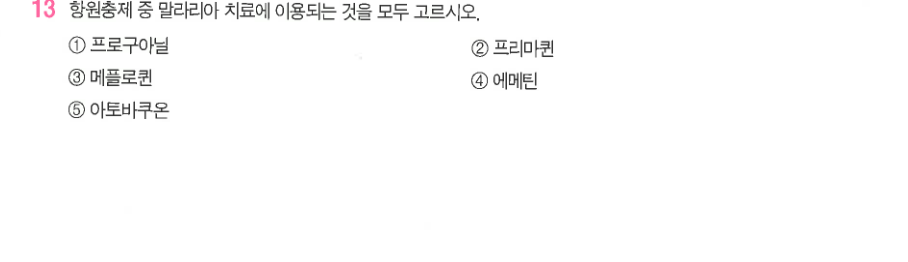 13 항원충제 중 말라리아 치료에 이용되는 것을 모두 고르시오.
① 프로구아닐 ② 프리마퀸
③ 메플로퀸 ④ 에메틴
⑤ 아토바쿠온